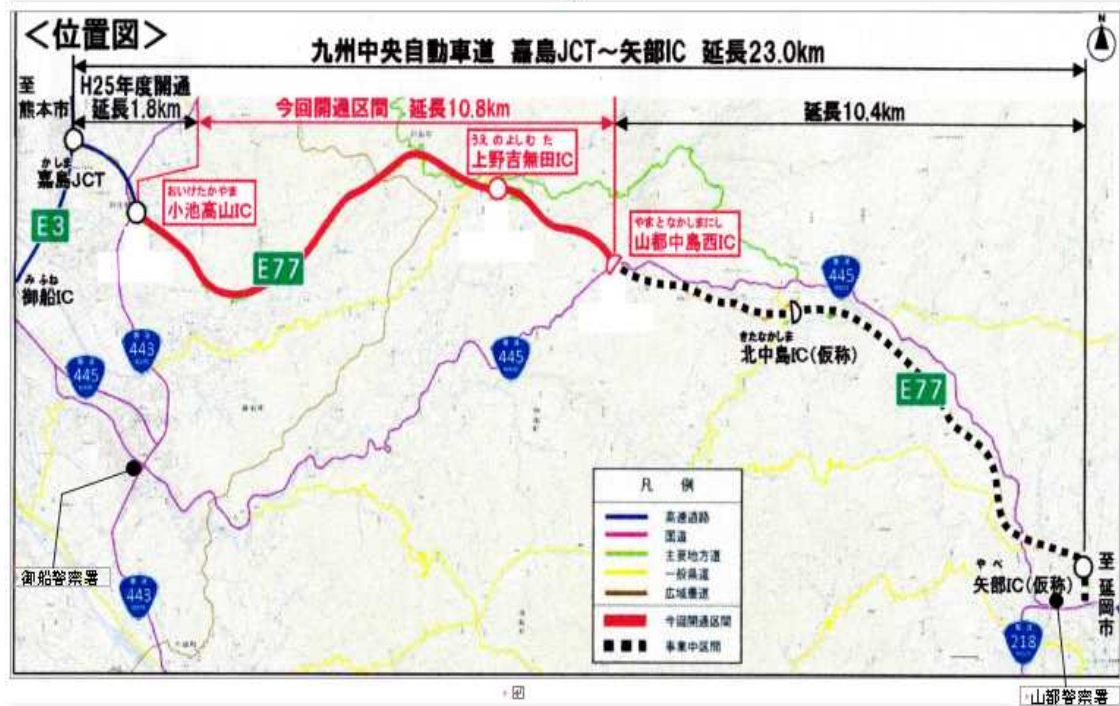 <位置図>
九州中央自動車道 嘉島JCT~矢部IC 延長23.0km
至
熊本市
H25年度開通
延長1.8km
今回開通区間 延長10.8km
延長10.4km
うえのよしむた
上野吉無田IC
かしま
嘉島JCT
おいけたかやま
小池高山IC
やまとなかしまにし
山都中島西IC
E3
E77
445
みふね
御船IC
443
445
445
きたなかしま
北中島IC(仮称)
E77
凡 例
高速道路
国道
主要地方道
一般県道
広域農道
今回開通区間
事業中区間
御船警察署
443
やべ
矢部IC(仮称)
至 延岡市
218
山都警察署
N